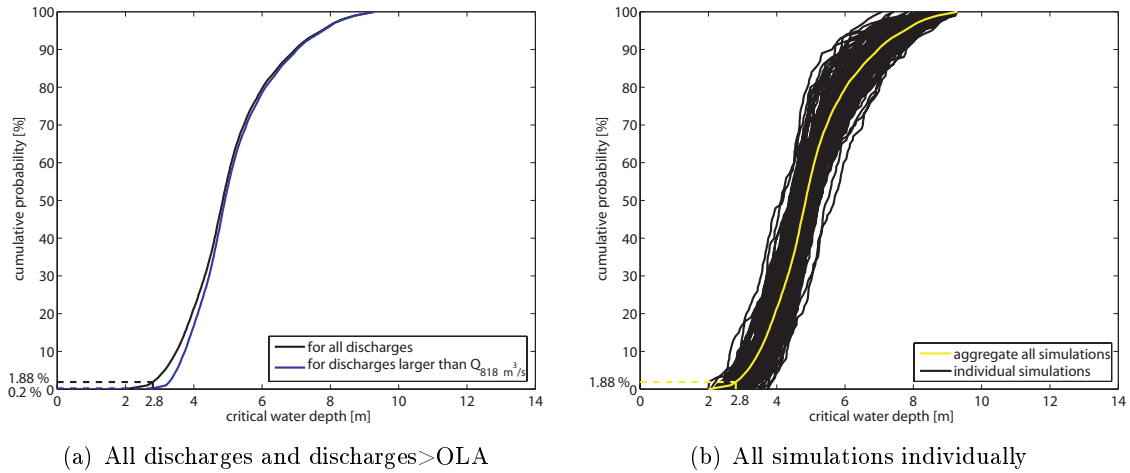 100
90
80
70
60
50
40
30
20
10
0
1.88 %
0.2 %
cumulative probability [%]
0 2 2.8 4 6 8 10 12 14
critical water depth [m]
for all discharges
for discharges larger than Q818 m³/s
(a) All discharges and discharges>OLA
100
90
80
70
60
50
40
30
20
10
0
1.88 %
cumulative probability [%]
0 2 2.8 4 6 8 10 12 14
critical water depth [m]
aggregate all simulations
individual simulations
(b) All simulations individually